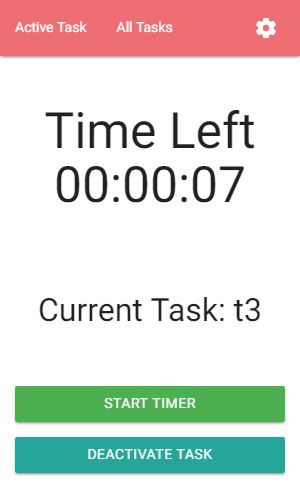 Active Task All Tasks
Time Left
00:00:07
Current Task: t3
START TIMER
DEACTIVATE TASK